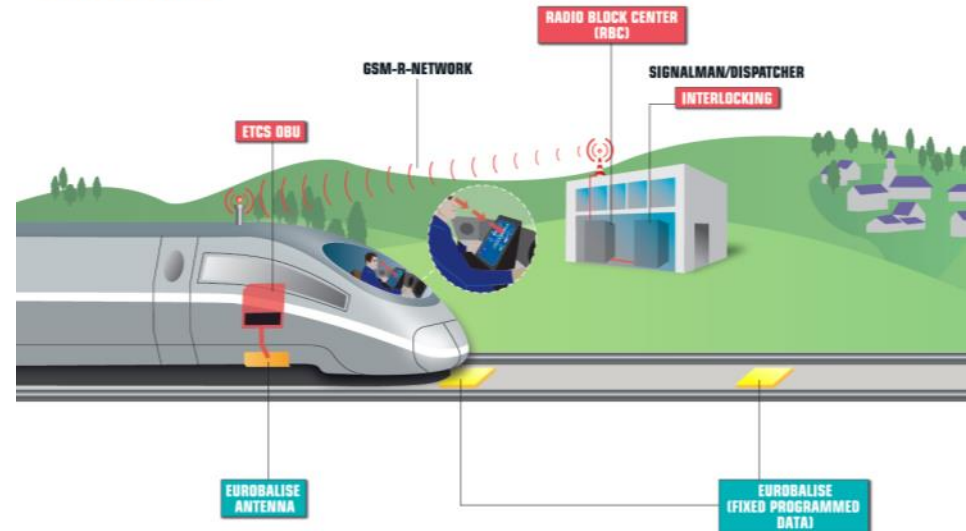 RADIO BLOCK CENTER
(RBC)
GSM-R-NETWORK
SIGNALMAN/DISPATCHER
INTERLOCKING
ETCS OBU
EUROBALISE
ANTENNA
EUROBALISE
(FIXED PROGRAMMED
DATA)